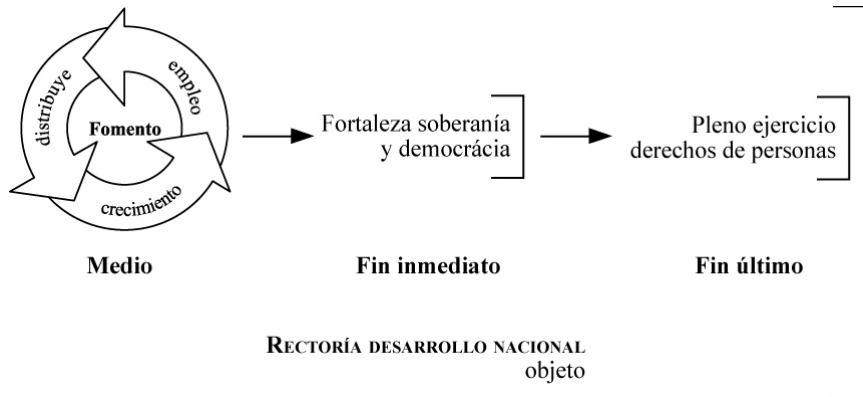 distribuye
empleo
Fomento
crecimiento
Fortaleza soberanía
y democrácia
Pleno ejercicio
derechos de personas
Medio
Fin inmediato
Fin último
RECTORÍA DESARROLLO NACIONAL
objeto